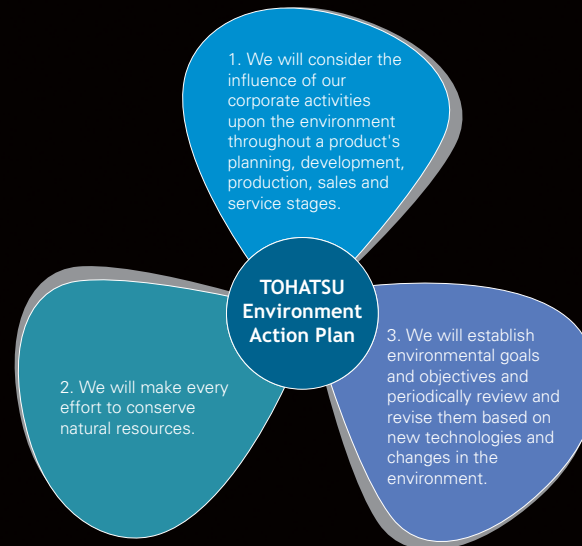 1. We will consider the
influence of our
corporate activities
upon the environment
throughout a product's
planning, development,
production, sales and
service stages.
TOHATSU
Environment
Action Plan
2. We will make every
effort to conserve
natural resources.
3. We will establish
environmental goals
and objectives and
periodically review and
revise them based on
new technologies and
changes in the
environment.